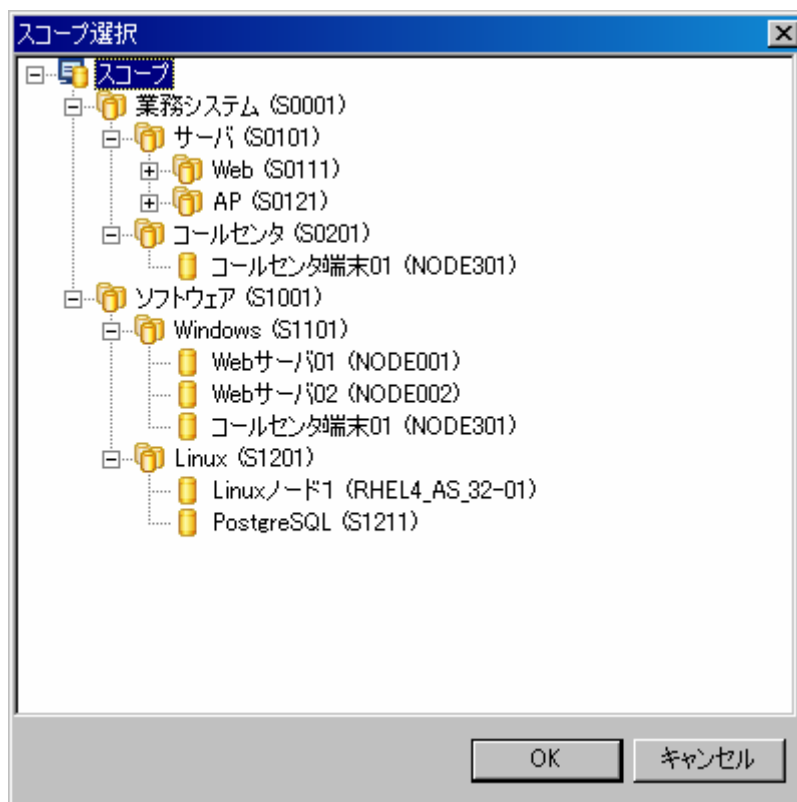 スコープ選択
スコープ
業務システム (S0001)
サーバ (S0101)
Web (S0111)
AP (S0121)
コールセンタ (S0201)
コールセンタ端末01 (NODE301)
ソフトウェア (S1001)
Windows (S1101)
Webサーバ01 (NODE001)
Webサーバ02 (NODE002)
コールセンタ端末01 (NODE301)
Linux (S1201)
Linuxノード1 (RHEL4_AS_32-01)
PostgreSQL (S1211)
OK キャンセル